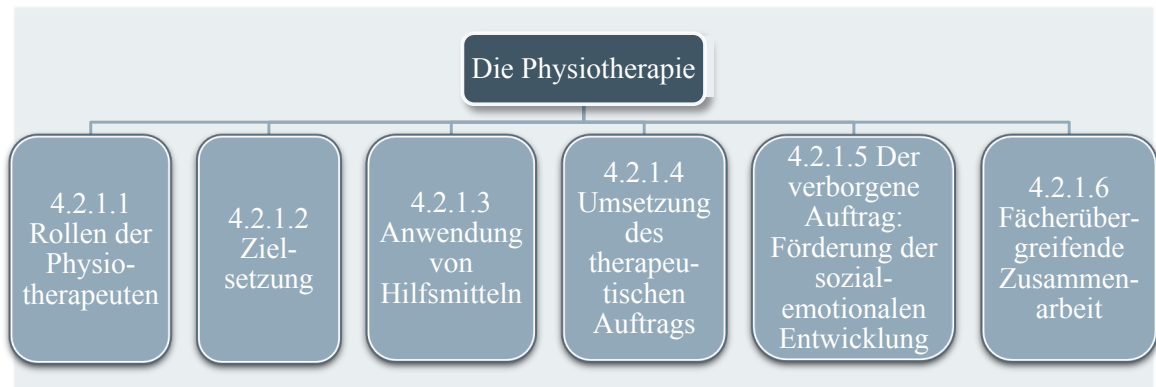 Die Physiotherapie
4.2.1.1
Rollen der
Physio-
therapeuten
4.2.1.2
Ziel-
setzung
4.2.1.3
Anwendung
von
Hilfsmitteln
4.2.1.4
Umsetzung
des
therapeu-
tischen
Auftrags
4.2.1.5 Der
verborgene
Auftrag:
Förderung der
sozial-
emotionalen
Entwicklung
4.2.1.6
Fächerüber-
greifende
Zusammen-
arbeit